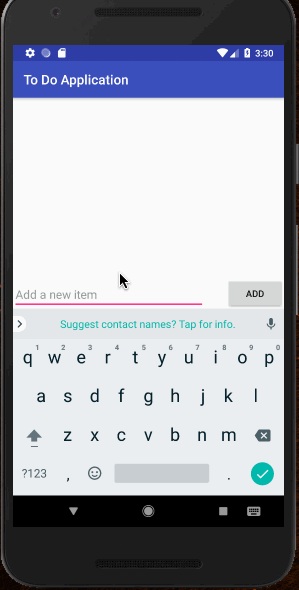 3:30
To Do Application
Add a new item
ADD
Suggest contact names? Tap for info.
1 2 3 4 5 6 7 8 9 0
q w e r t y u i o p
a s d f g h j k l
z x c v b n m
?123 , .